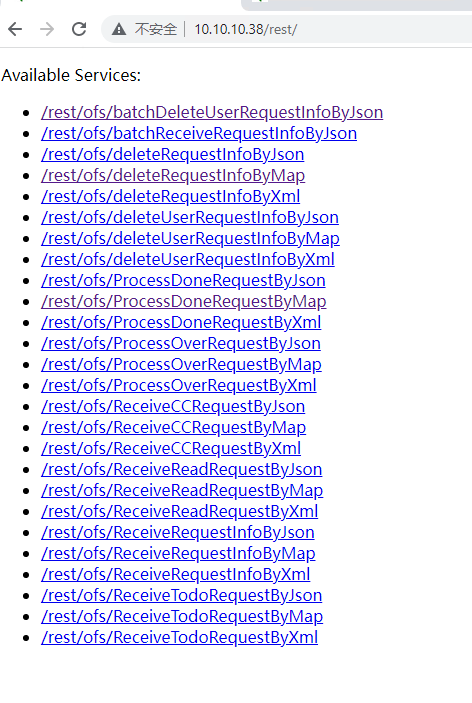 不安全 10.10.10.38/rest/
Available Services:
/rest/ofs/batchDeleteUserRequestInfoByJson
/rest/ofs/batchReceiveRequestInfoByJson
/rest/ofs/deleteRequestInfoByJson
/rest/ofs/deleteRequestInfoByMap
/rest/ofs/deleteRequestInfoByXml
/rest/ofs/deleteUserRequestInfoByJson
/rest/ofs/deleteUserRequestInfoByMap
/rest/ofs/deleteUserRequestInfoByXml
/rest/ofs/ProcessDoneRequestByJson
/rest/ofs/ProcessDoneRequestByMap
/rest/ofs/ProcessDoneRequestByXml
/rest/ofs/ProcessOverRequestByJson
/rest/ofs/ProcessOverRequestByMap
/rest/ofs/ProcessOverRequestByXml
/rest/ofs/ReceiveCCRequestByJson
/rest/ofs/ReceiveCCRequestByMap
/rest/ofs/ReceiveCCRequestByXml
/rest/ofs/ReceiveReadRequestByJson
/rest/ofs/ReceiveReadRequestByMap
/rest/ofs/ReceiveReadRequestByXml
/rest/ofs/ReceiveRequestInfoByJson
/rest/ofs/ReceiveRequestInfoByMap
/rest/ofs/ReceiveRequestInfoByXml
/rest/ofs/ReceiveTodoRequestByJson
/rest/ofs/ReceiveTodoRequestByMap
/rest/ofs/ReceiveTodoRequestByXml